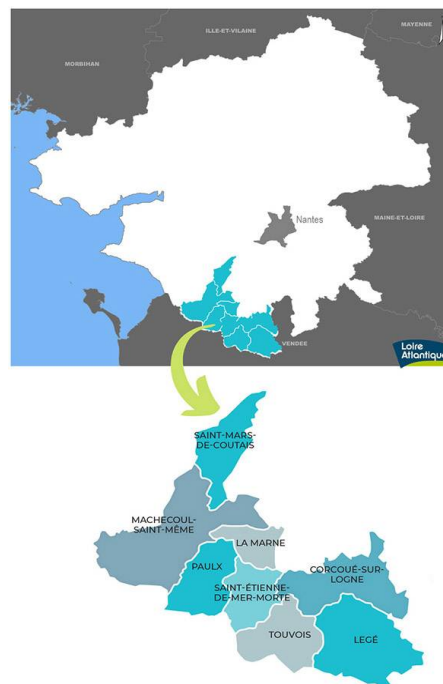 ILLE-ET-VILAINE
MAYENNE
MORBIHAN
MAINE-ET-LOIRE
Nantes
VENDEE
Loire
Atlantique
SAINT-MARS-
DE-COUTAIS
MACHECOUL-
SAINT-MÊME
LA MARNE
PAULX
CORCOUÉ-SUR-
LOGNE
SAINT-ÉTIENNE-
DE-MER-MORTE
TOUVOIS
LEGÉ